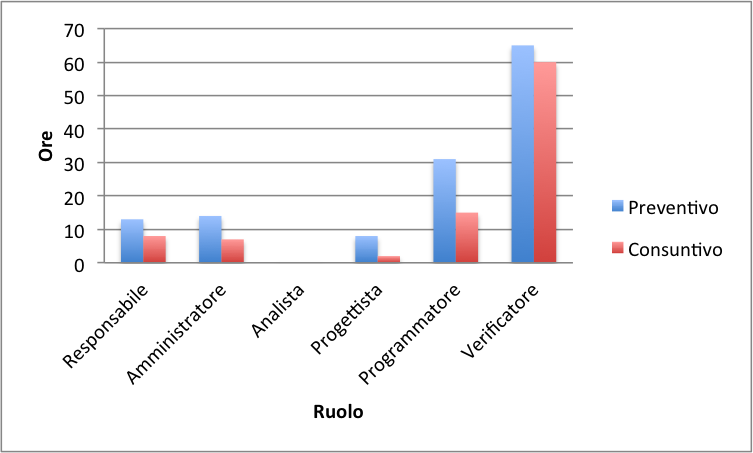 70
60
50
40
30
20
10
0
Ore
Responsabile
Amministratore
Analista
Progettista
Programmatore
Verificatore
Ruolo
Preventivo
Consuntivo